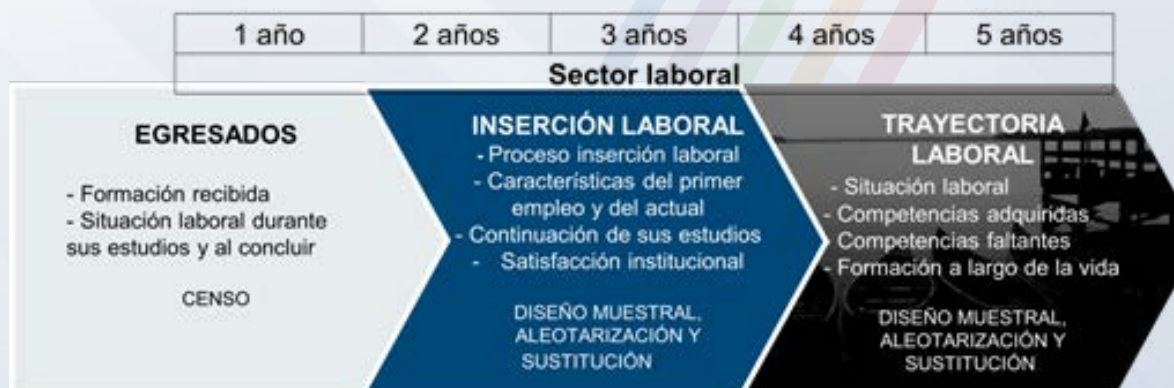 1 año 2 años 3 años 4 años 5 años
Sector laboral
EGRESADOS
- Formación recibida
- Situación laboral durante
sus estudios y al concluir
CENSO
INSERCIÓN LABORAL
- Proceso inserción laboral
- Características del primer
empleo y del actual
- Continuación de sus estudios
- Satisfacción institucional
DISEÑO MUESTRAL,
ALEOTARIZACIÓN Y
SUSTITUCIÓN
TRAYECTORIA
LABORAL
- Situación laboral
- Competencias adquiridas
- Competencias faltantes
- Formación a largo de la vida
DISEÑO MUESTRAL,
ALEOTARIZACIÓN Y
SUSTITUCIÓN